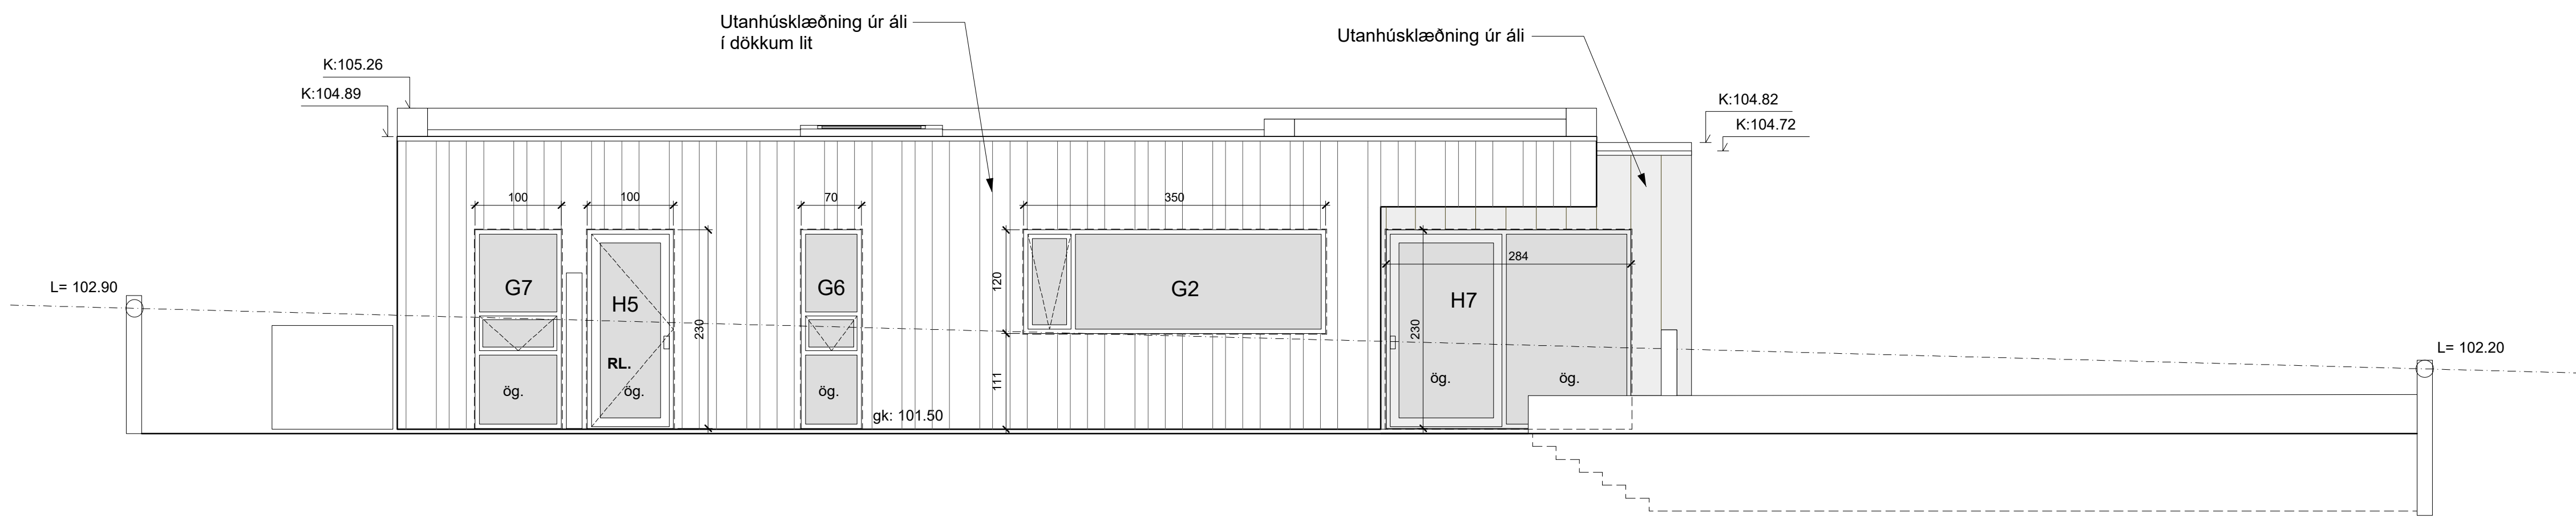 Utanhúsklæðning úr áli
í dökkum lit
Utanhúsklæðning úr áli
K:105.26
K:104.89
K:104.82
K:104.72
100
100
70
350
284
L= 102.90
G7
H5
G6
G2
H7
120
230
230
L= 102.20
RL.
111
ög.
ög.
ög.
ög.
ög.
gk: 101.50